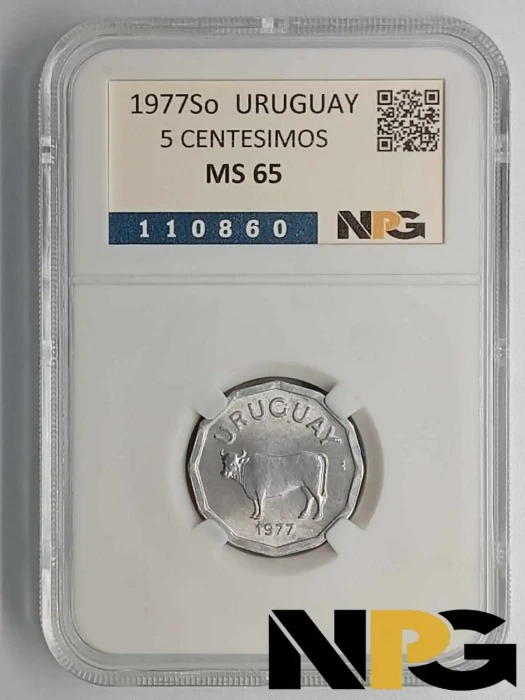 1977So URUGUAY
5 CENTESIMOS
MS 65
110860 NPG
URUGUAY
1977
NPG